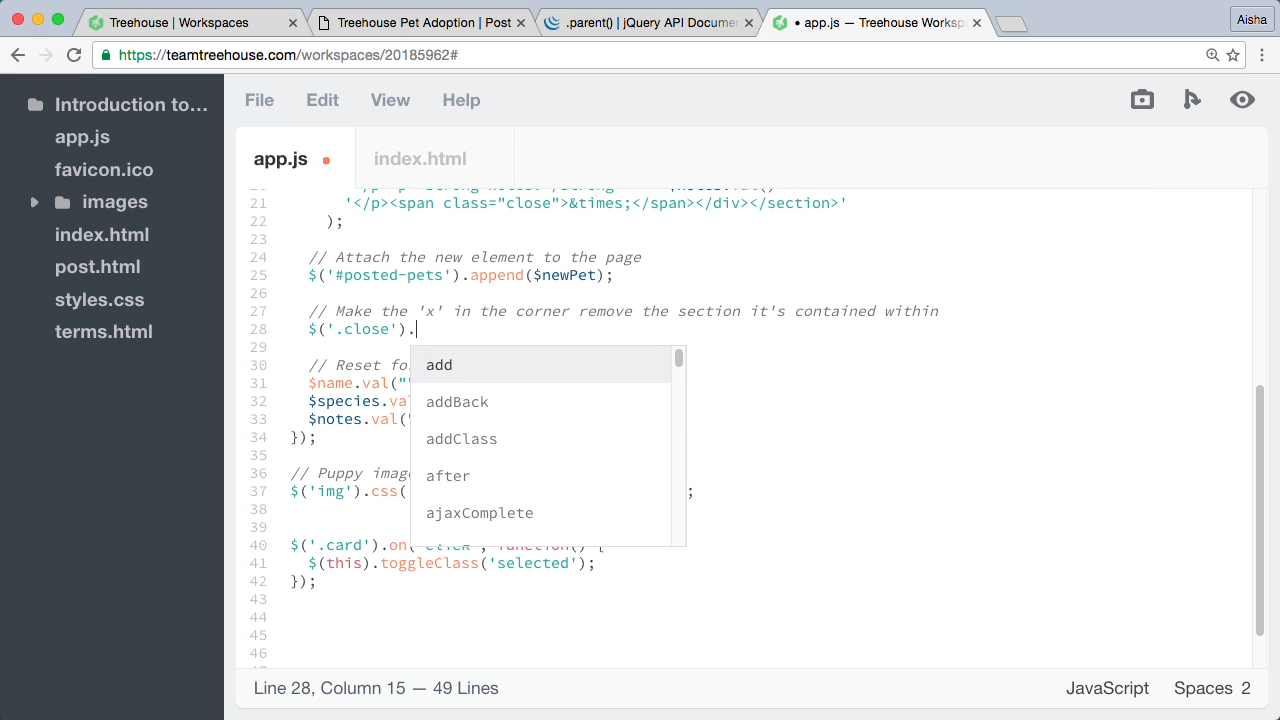 Treehouse | Workspaces
Treehouse Pet Adoption | Post
.parent() | jQuery API Documen
• app.js — Treehouse Worksp
Aisha
https://teamtreehouse.com/workspaces/20185962#
Introduction to...
app.js
favicon.ico
images
index.html
post.html
styles.css
terms.html
File Edit View Help
app.js
index.html
21 '</p><span class="close">&times;</span></div></section>'
22 );
23
24 // Attach the new element to the page
25 $('#posted-pets').append($newPet);
26
27 // Make the 'x' in the corner remove the section it's contained within
28 $('.close').
29
30 // Reset fo
31 $name.val("
32 $species.va
33 $notes.val(
34 });
35
36 // Puppy imag
37 $('img').css( ;
38
39
40 $('.card').on('click', function() {
41 $(this).toggleClass('selected');
42 });
43
44
45
46
add
addBack
addClass
after
ajaxComplete
Line 28, Column 15 — 49 Lines
JavaScript
Spaces 2